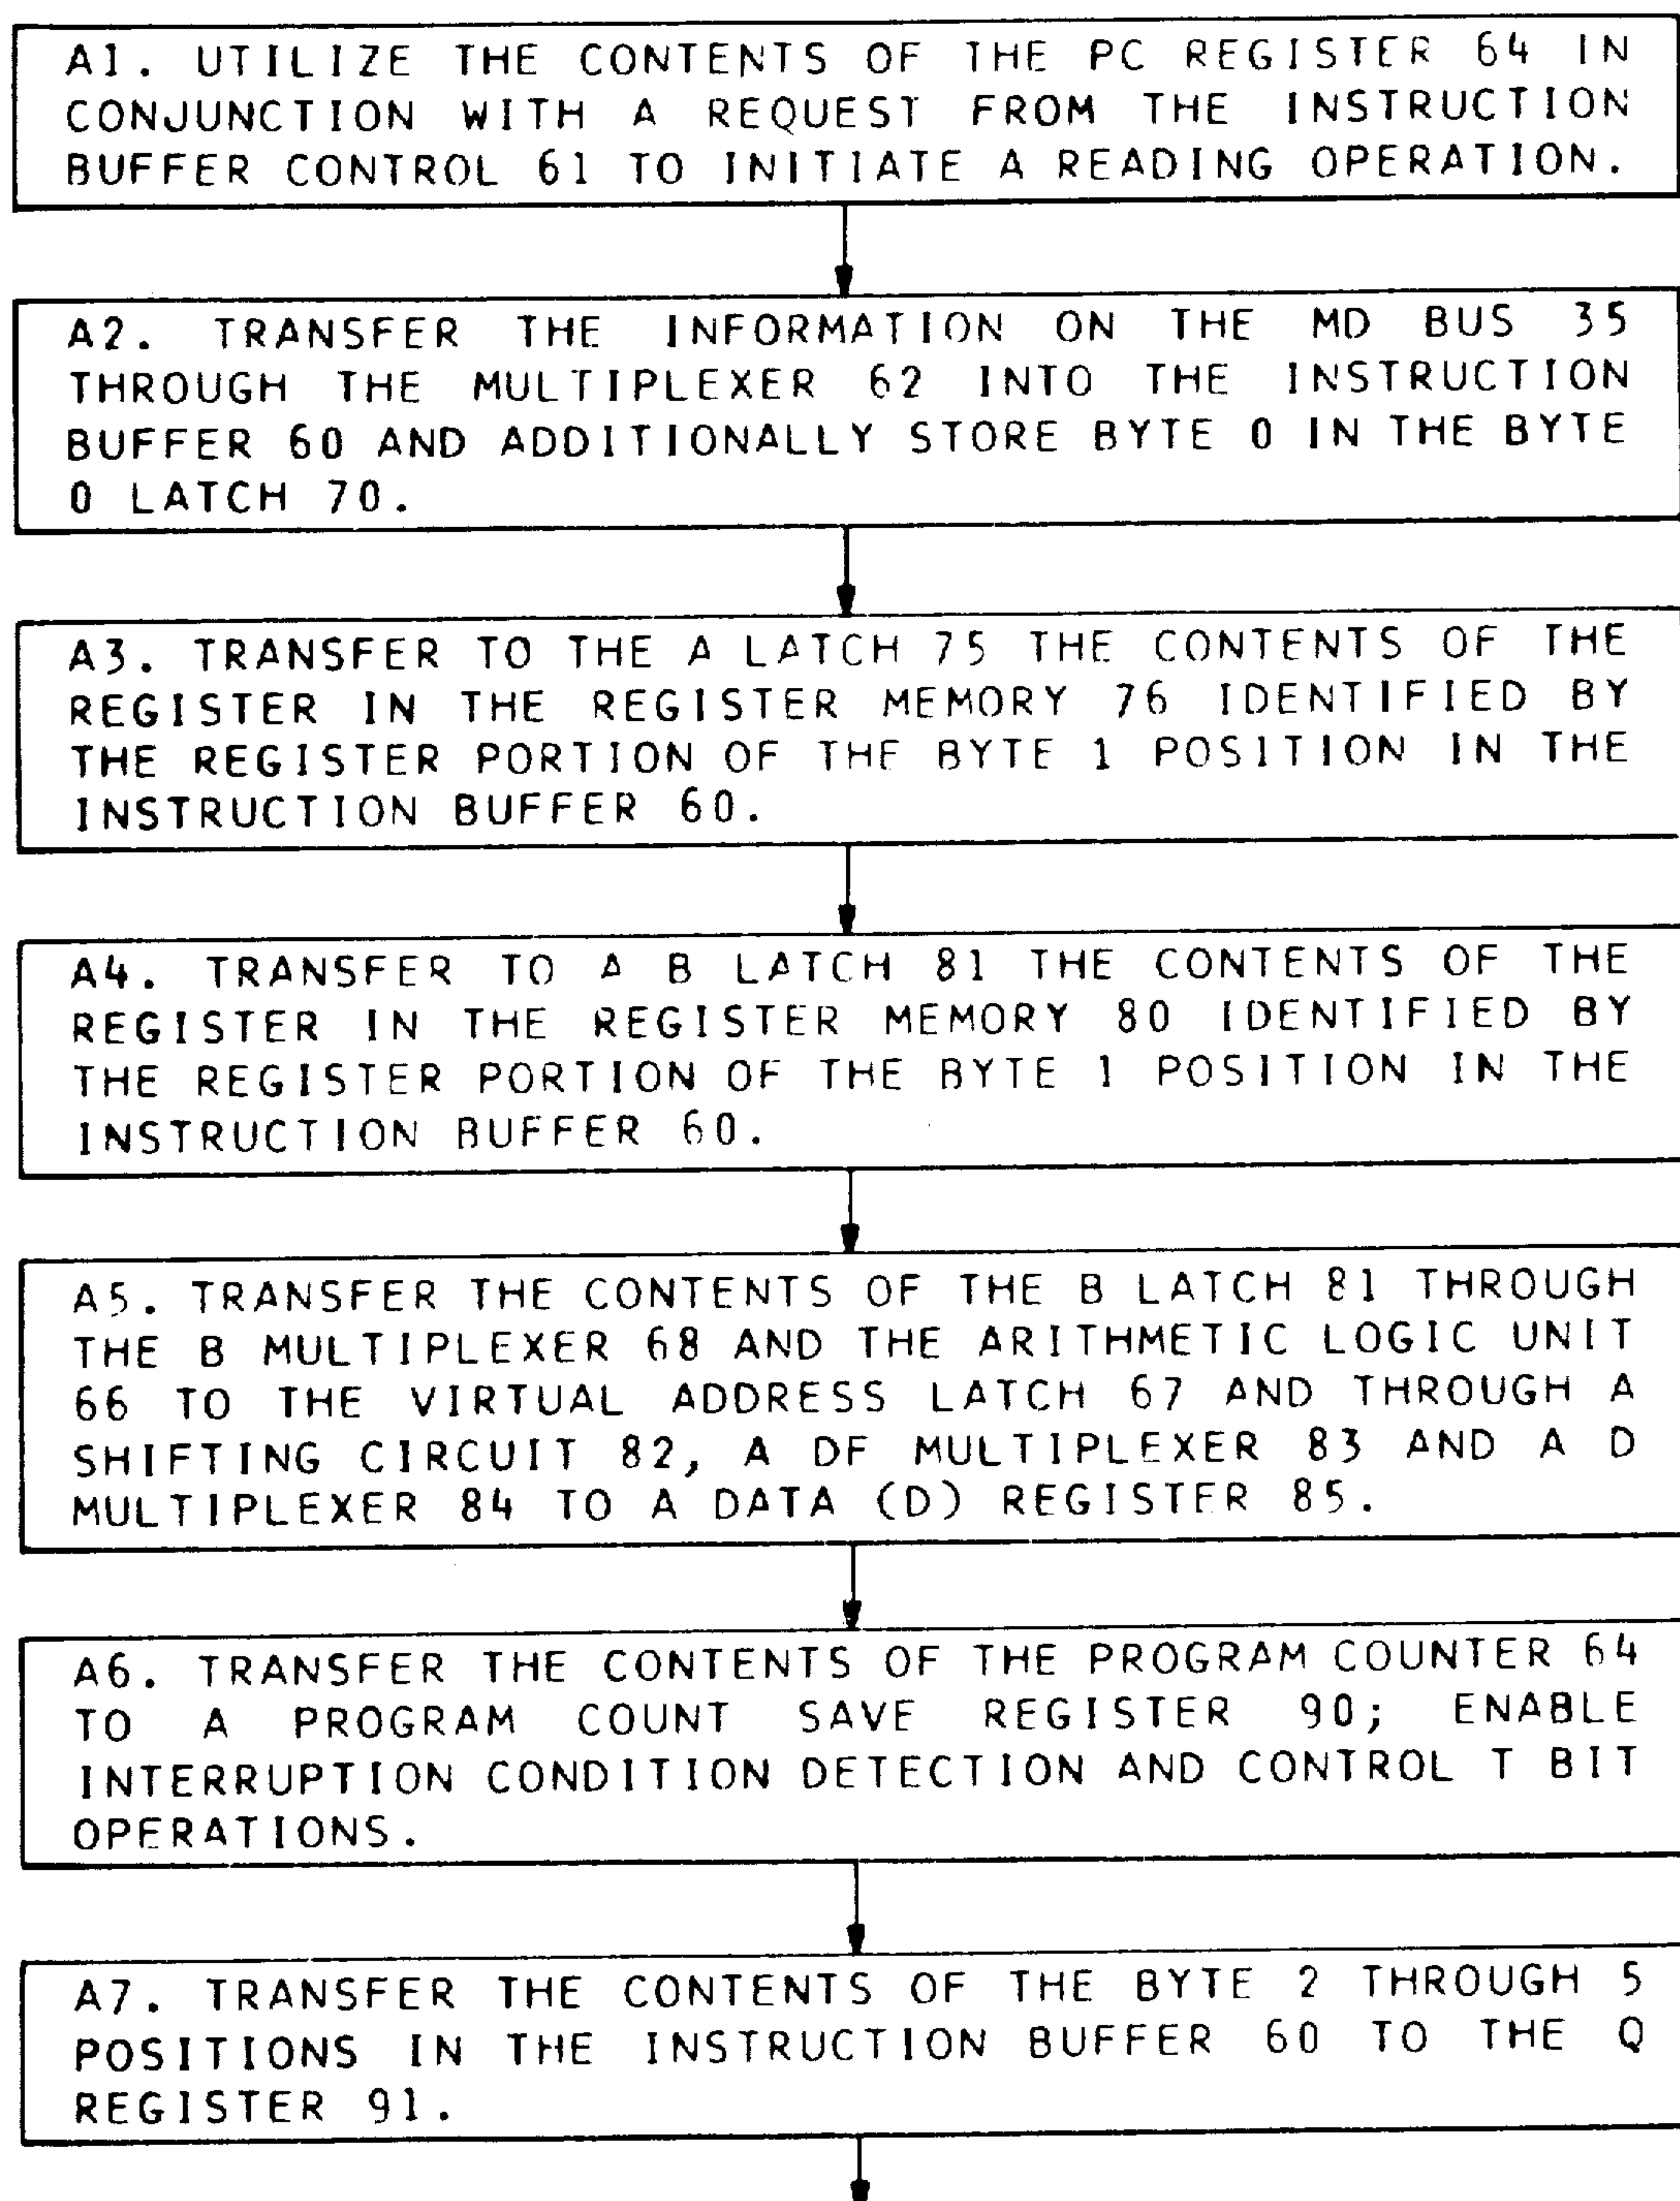 A1. UTILIZE THE CONTENTS OF THE PC REGISTER 64 IN
CONJUNCTION WITH A REQUEST FROM THE INSTRUCTION
BUFFER CONTROL 61 TO INITIATE A READING OPERATION.
A2. TRANSFER THE INFORMATION ON THE MD BUS 35
THROUGH THE MULTIPLEXER 62 INTO THE INSTRUCTION
BUFFER 60 AND ADDITIONALLY STORE BYTE 0 IN THE BYTE
0 LATCH 70.
A3. TRANSFER TO THE A LATCH 75 THE CONTENTS OF THE
REGISTER IN THE REGISTER MEMORY 76 IDENTIFIED BY
THE REGISTER PORTION OF THE BYTE 1 POSITION IN THE
INSTRUCTION BUFFER 60.
A4. TRANSFER TO A B LATCH 81 THE CONTENTS OF THE
REGISTER IN THE REGISTER MEMORY 80 IDENTIFIED BY
THE REGISTER PORTION OF THE BYTE 1 POSITION IN THE
INSTRUCTION BUFFER 60.
A5. TRANSFER THE CONTENTS OF THE B LATCH 81 THROUGH
THE B MULTIPLEXER 68 AND THE ARITHMETIC LOGIC UNIT
66 TO THE VIRTUAL ADDRESS LATCH 67 AND THROUGH A
SHIFTING CIRCUIT 82, A DF MULTIPLEXER 83 AND A D
MULTIPLEXER 84 TO A DATA (D) REGISTER 85.
A6. TRANSFER THE CONTENTS OF THE PROGRAM COUNTER 64
TO A PROGRAM COUNT SAVE REGISTER 90; ENABLE
INTERRUPTION CONDITION DETECTION AND CONTROL T BIT
OPERATIONS.
A7. TRANSFER THE CONTENTS OF THE BYTE 2 THROUGH 5
POSITIONS IN THE INSTRUCTION BUFFER 60 TO THE Q
REGISTER 91.